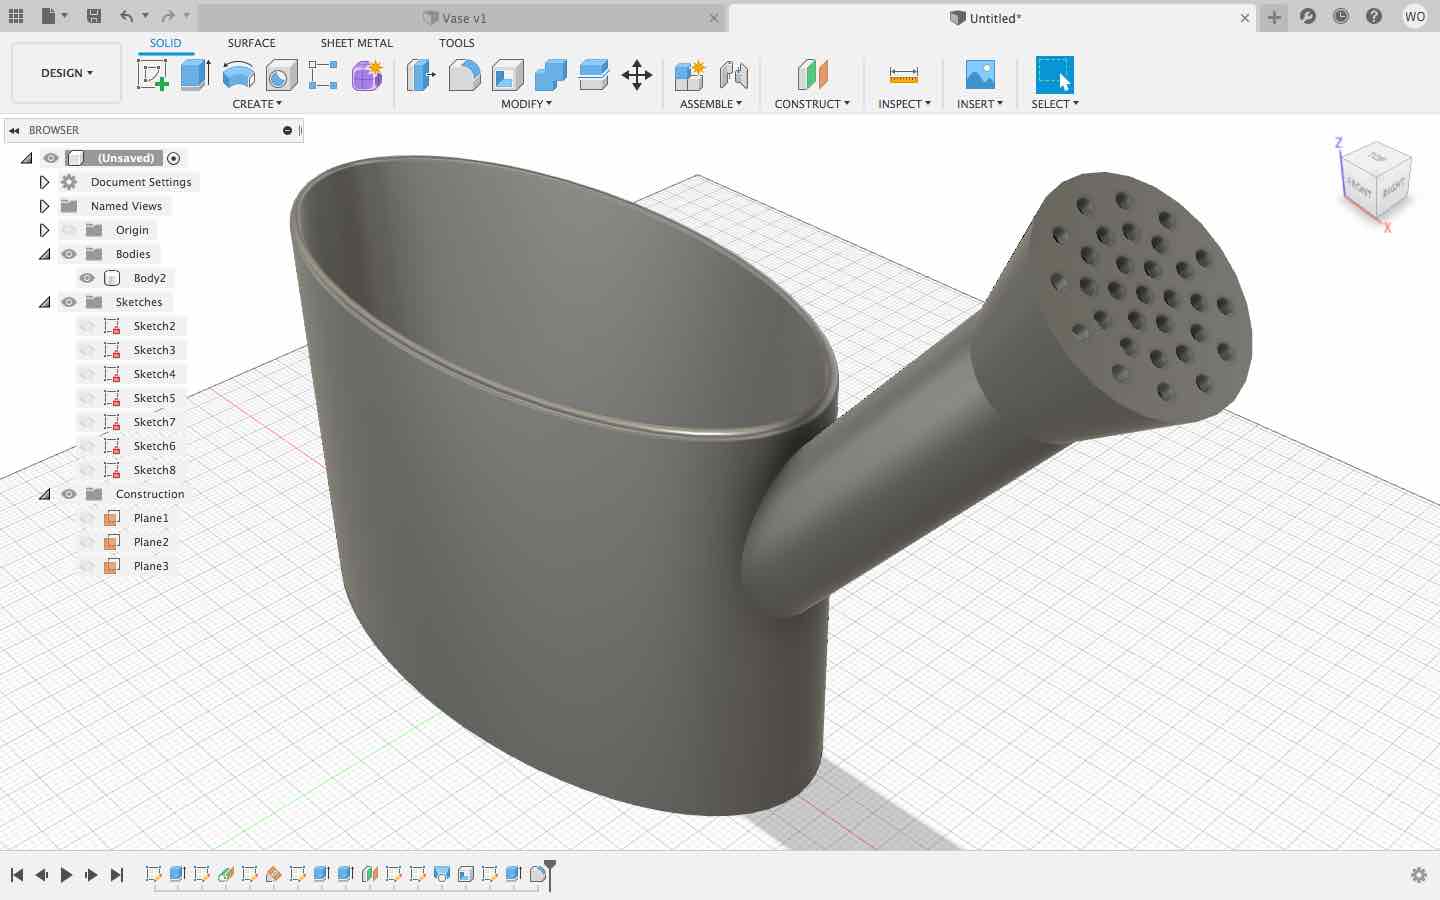 Vase v1
Untitled*
WO
DESIGN
SOLID SURFACE SHEET METAL TOOLS
CREATE MODIFY ASSEMBLE CONSTRUCT INSPECT INSERT SELECT
BROWSER
(Unsaved)
Document Settings
Named Views
Origin
Bodies
Body2
Sketches
Sketch2
Sketch3
Sketch4
Sketch5
Sketch7
Sketch6
Sketch8
Construction
Plane1
Plane2
Plane3
Z
TOP
FRONT RIGHT
X